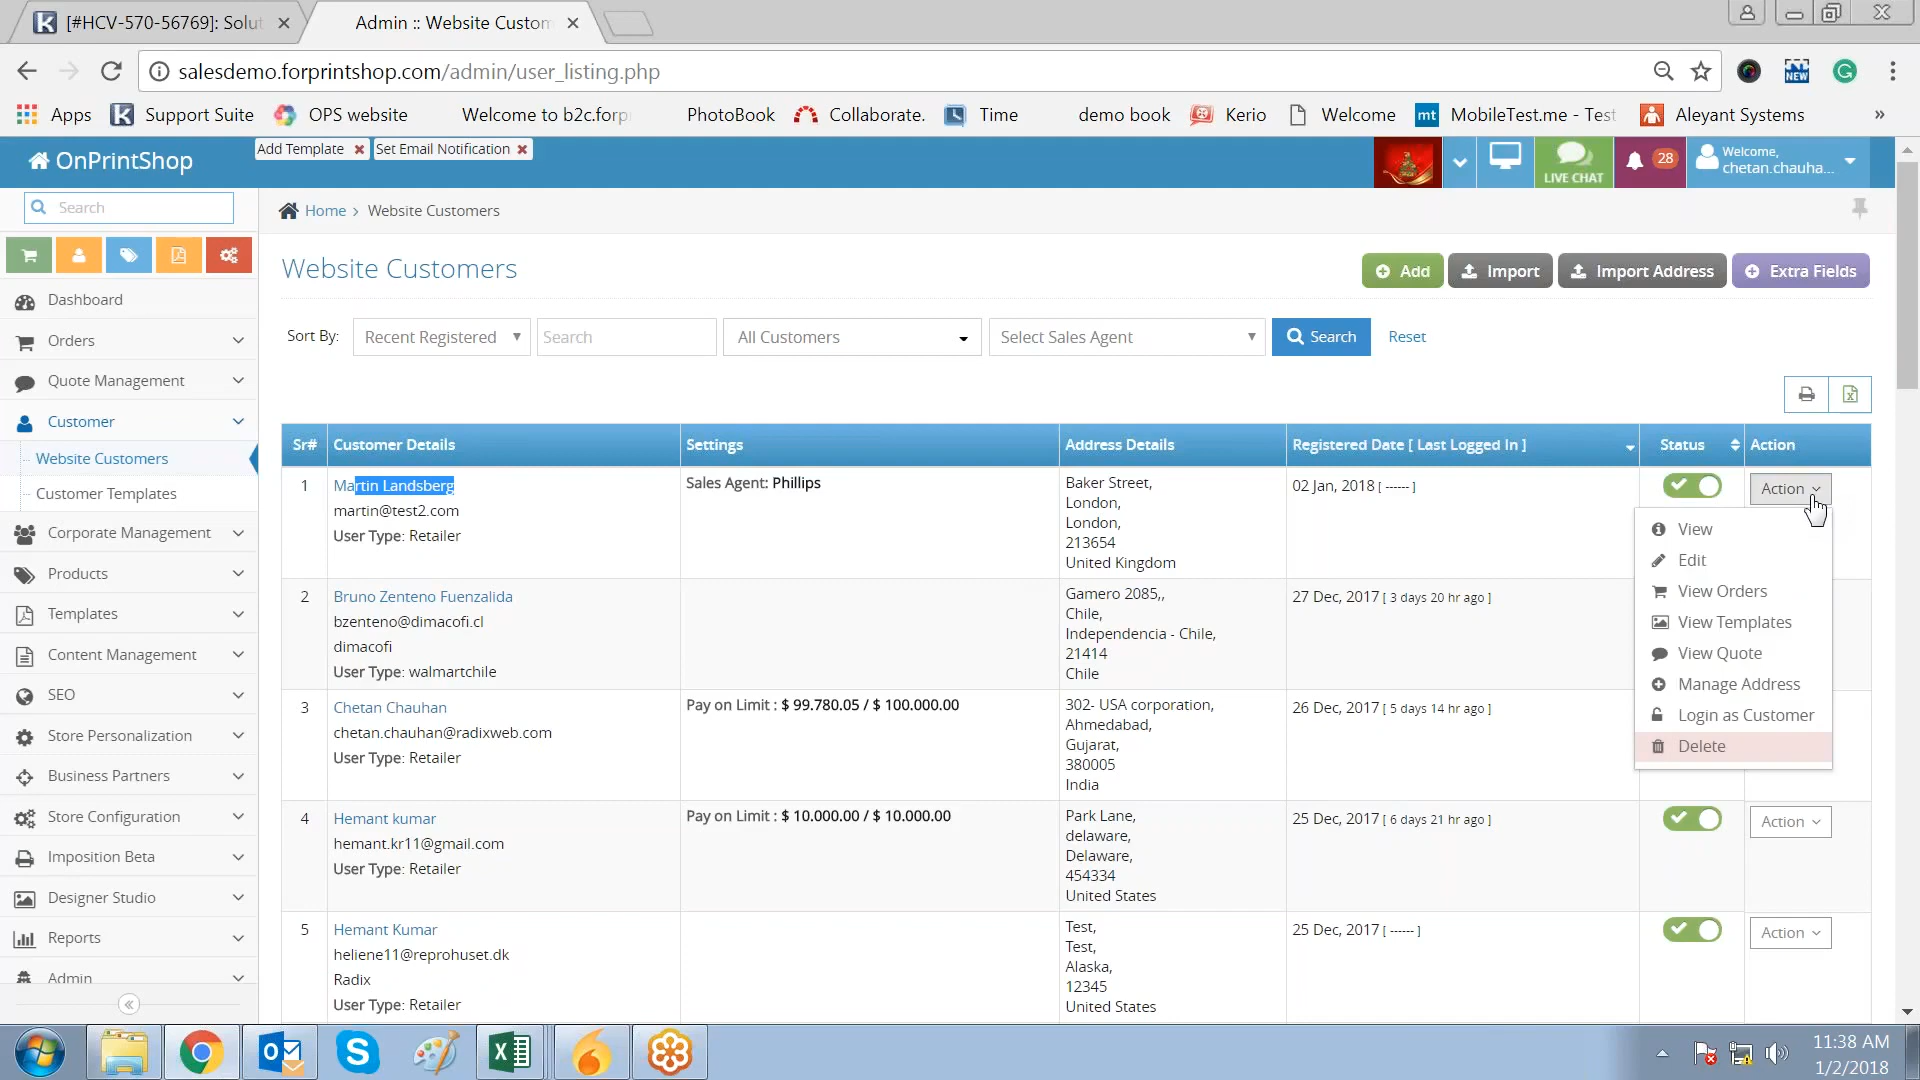 [#HCV-570-56769]: Solut
Admin :: Website Custom
salesdemo.forprintshop.com/admin/user_listing.php
Apps
Support Suite
OPS website
Welcome to b2c.forp
PhotoBook
Collaborate.
Time
demo book
Kerio
Welcome
mt
MobileTest.me - Test
Aleyant Systems
»
NEW
OnPrintShop
Add Template
Set Email Notification
LIVE CHAT
28
Welcome,
chetan.chauha...
Search
Home › Website Customers
Dashboard
Orders
Quote Management
Customer
Website Customers
Customer Templates
Corporate Management
Products
Templates
Content Management
SEO
Store Personalization
Business Partners
Store Configuration
Imposition Beta
Designer Studio
Reports
Admin
Website Customers
Add
Import
Import Address
Extra Fields
Sort By:
Recent Registered
Search
All Customers
Select Sales Agent
Search
Reset
Sr#
Customer Details
Settings
Address Details
Registered Date [ Last Logged In ]
Status
Action
1
Martin Landsberg
martin@test2.com
User Type: Retailer
Sales Agent: Phillips
Baker Street,
London,
London,
213654
United Kingdom
02 Jan, 2018 [ ------ ]
Action
View
Edit
View Orders
View Templates
View Quote
Manage Address
Login as Customer
Delete
2
Bruno Zenteno Fuenzalida
bzenteno@dimacofi.cl
dimacofi
User Type: walmartchile
Gamero 2085,,
Chile,
Independencia - Chile,
21414
Chile
27 Dec, 2017 [ 3 days 20 hr ago ]
3
Chetan Chauhan
chetan.chauhan@radixweb.com
User Type: Retailer
Pay on Limit : $ 99.780.05 / $ 100.000.00
302- USA corporation,
Ahmedabad,
Gujarat,
380005
India
26 Dec, 2017 [ 5 days 14 hr ago ]
4
Hemant kumar
hemant.kr11@gmail.com
User Type: Retailer
Pay on Limit : $ 10.000.00 / $ 10.000.00
Park Lane,
delaware,
Delaware,
454334
United States
25 Dec, 2017 [ 6 days 21 hr ago ]
Action
5
Hemant Kumar
heliene11@reprohuset.dk
Radix
User Type: Retailer
Test,
Test,
Alaska,
12345
United States
25 Dec, 2017 [ ------ ]
Action
11:38 AM
1/2/2018